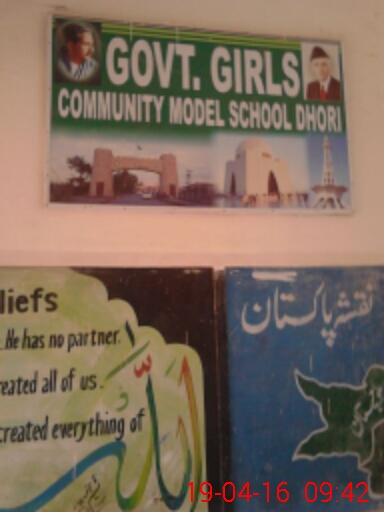 GOVT. GIRLS
COMMUNITY MODEL SCHOOL DHORI
liefs
He has no partner.
reated all of us.
created everything of
الله
نقشہ پاکستان
19-04-16 09:42